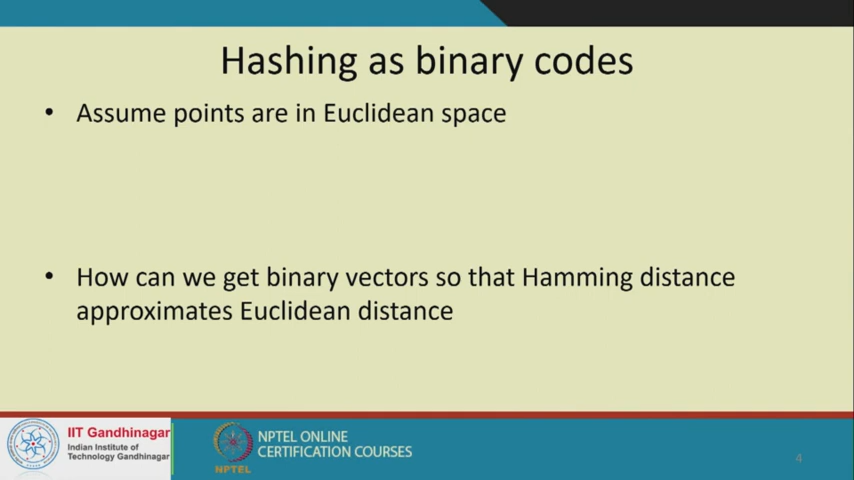 Hashing as binary codes
• Assume points are in Euclidean space
• How can we get binary vectors so that Hamming distance
approximates Euclidean distance
IIT Gandhinagar
Indian Institute of
Technology Gandhinagar
NPTEL
NPTEL ONLINE
CERTIFICATION COURSES
4